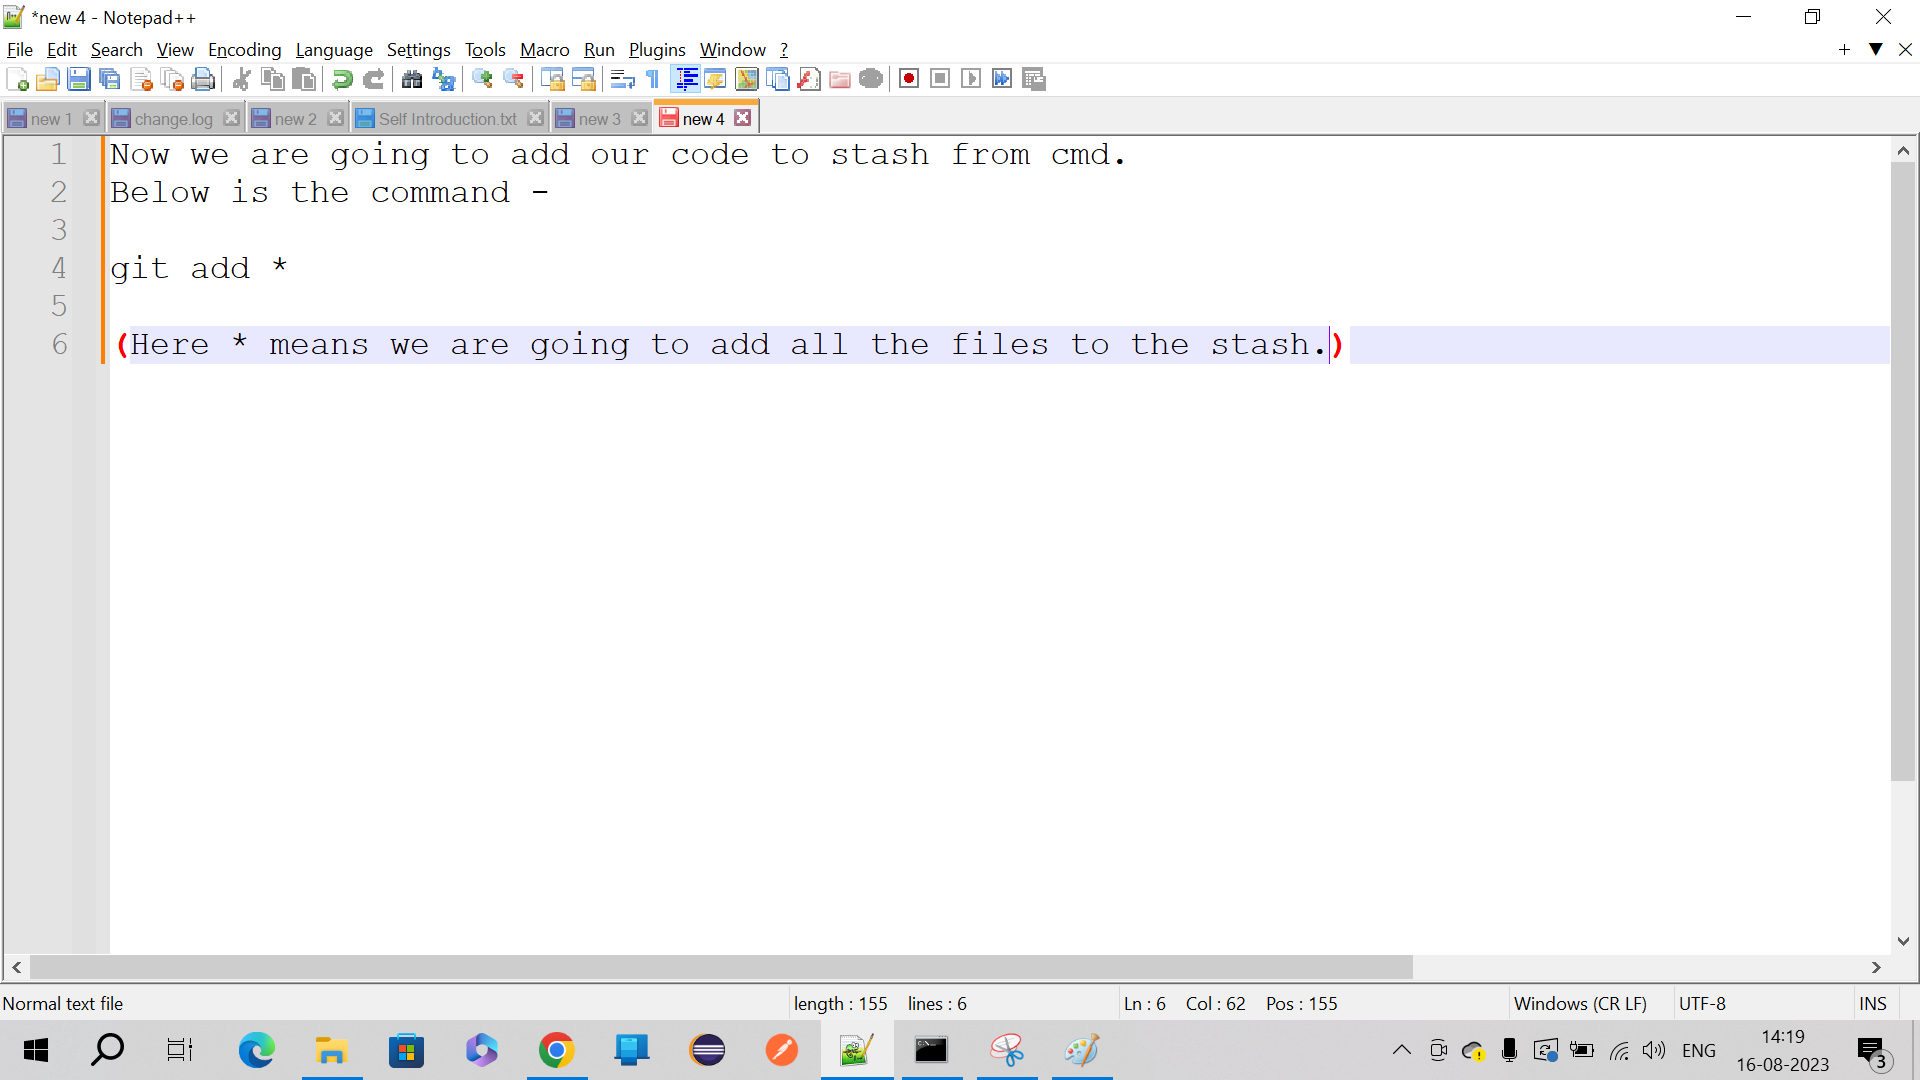 *new 4 - Notepad++
File Edit Search View Encoding Language Settings Tools Macro Run Plugins Window ?
new 1 change.log new 2 Self Introduction.txt new 3 new 4
1 Now we are going to add our code to stash from cmd.
2 Below is the command -
3
4 git add *
5
6 (Here * means we are going to add all the files to the stash.)
Normal text file length : 155 lines : 6 Ln : 6 Col : 62 Pos : 155 Windows (CR LF) UTF-8 INS
ENG 14:19
16-08-2023 3